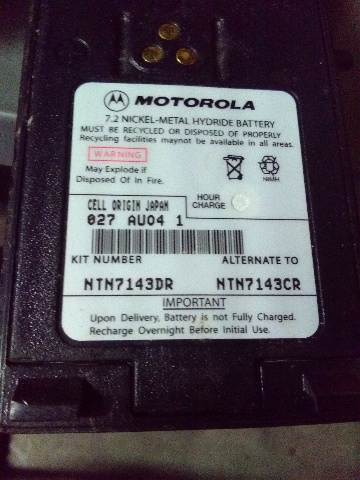 MOTOROLA
7.2 NICKEL-METAL HYDRIDE BATTERY
MUST BE RECYCLED OR DISPOSED OF PROPERLY
Recycling facilities maynot be available in all areas.
WARNING
May Explode if
Disposed Of In Fire.
NiMH
CELL ORIGIN JAPAN
027 AU04 1
HOUR
CHARGE
KIT NUMBER
ALTERNATE TO
NTN7143DR
NTN7143CR
IMPORTANT
Upon Delivery, Battery is not Fully Charged.
Recharge Overnight Before Initial Use.